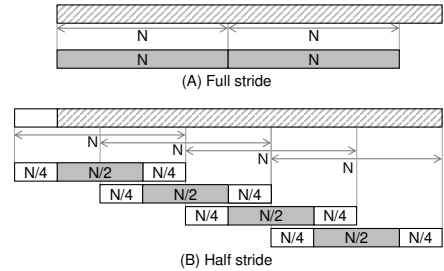 N N
N N
(A) Full stride
N
N
N
N
N/4 N/2 N/4
N/4 N/2 N/4
N/4 N/2 N/4
N/4 N/2 N/4
(B) Half stride